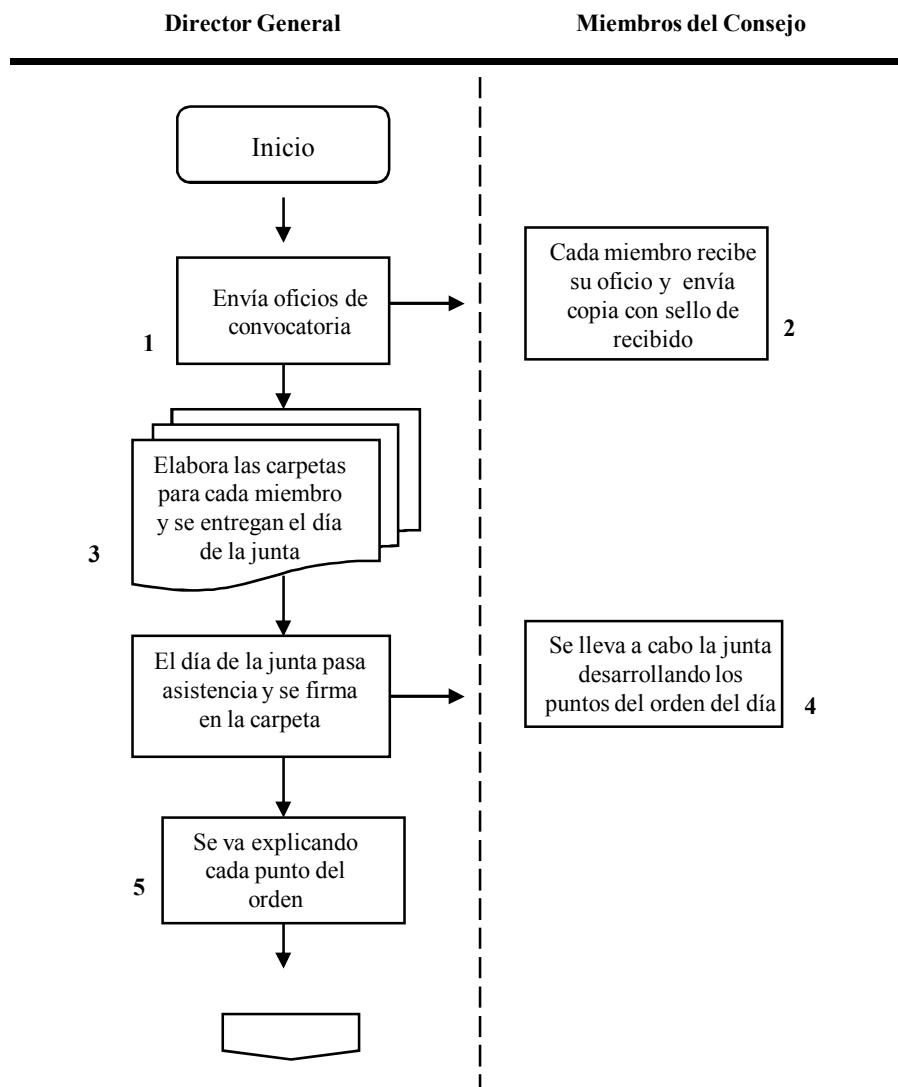 Director General
Miembros del Consejo
Inicio
Envía oficios de
convocatoria
1
Cada miembro recibe
su oficio y envía
copia con sello de
recibido
2
Elabora las carpetas
para cada miembro
y se entregan el día
de la junta
3
El día de la junta pasa
asistencia y se firma
en la carpeta
Se lleva a cabo la junta
desarrollando los
puntos del orden del día
4
Se va explicando
cada punto del
orden
5